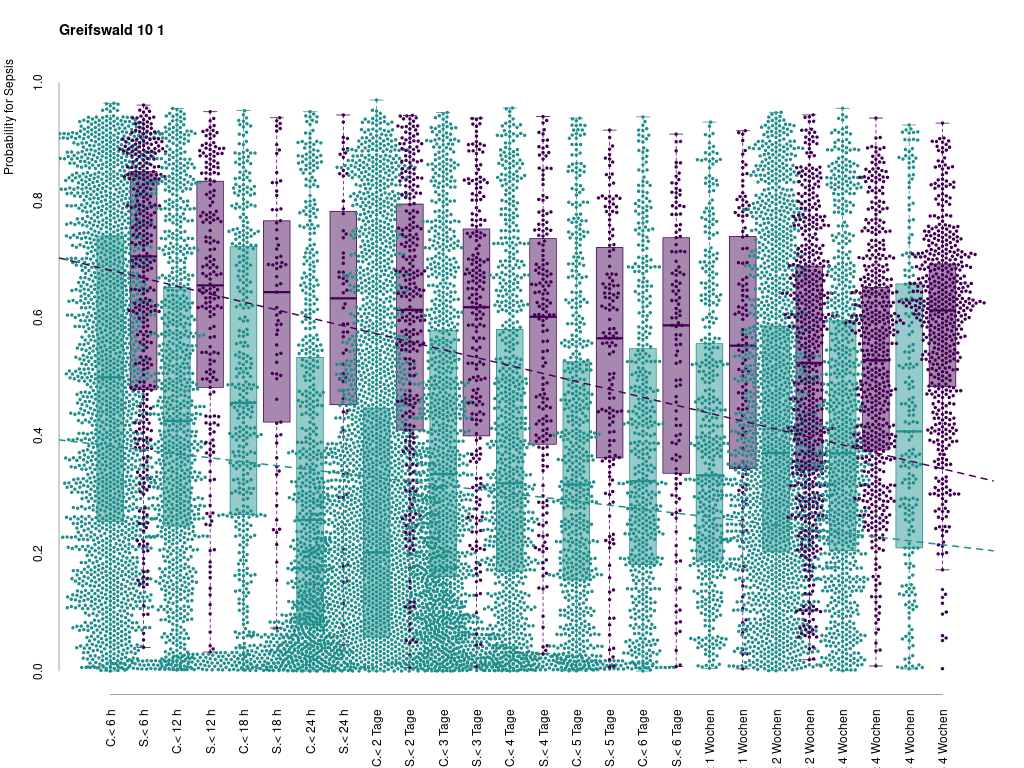 Greifswald 10 1
Probability for Sepsis
1.0
0.8
0.6
0.4
0.2
0.0
C.< 6 h
S.< 6 h
C.< 12 h
S.< 12 h
C.< 18 h
S.< 18 h
C.< 24 h
S.< 24 h
C.< 2 Tage
S.< 2 Tage
C.< 3 Tage
S.< 3 Tage
C.< 4 Tage
S.< 4 Tage
C.< 5 Tage
S.< 5 Tage
C.< 6 Tage
S.< 6 Tage
1 Wochen
1 Wochen
2 Wochen
2 Wochen
4 Wochen
4 Wochen
4 Wochen
4 Wochen